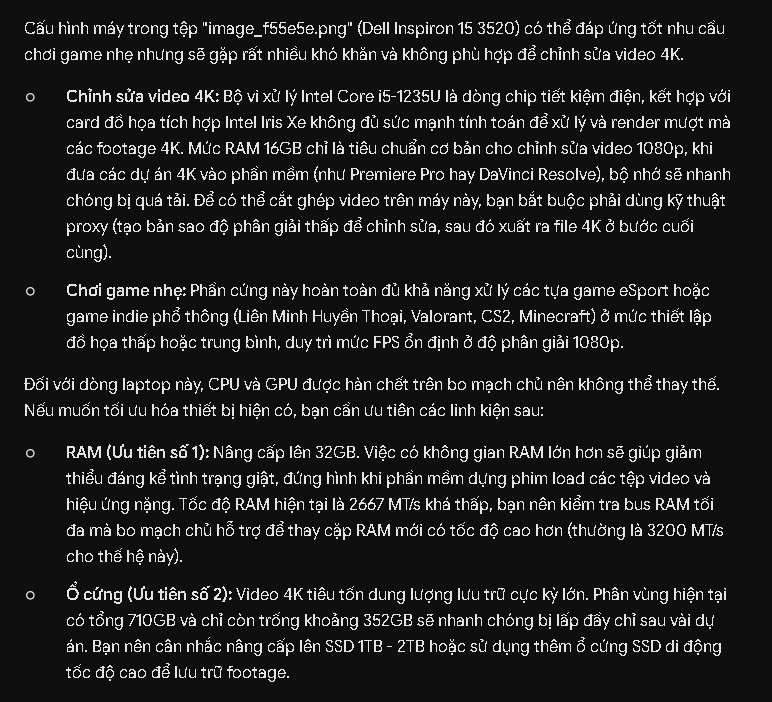 Cấu hình máy trong tệp "image_f55e5e.png" (Dell Inspiron 15 3520) có thể đáp ứng tốt nhu cầu
chơi game nhẹ nhưng sẽ gặp rất nhiều khó khăn và không phù hợp để chỉnh sửa video 4K.
Chỉnh sửa video 4K: Bộ vi xử lý Intel Core i5-1235U là dòng chip tiết kiệm điện, kết hợp với
card đồ họa tích hợp Intel Iris Xe không đủ sức mạnh tính toán để xử lý và render mượt mà
các footage 4K. Mức RAM 16GB chỉ là tiêu chuẩn cơ bản cho chỉnh sửa video 1080p, khi
đưa các dự án 4K vào phần mềm (như Premiere Pro hay DaVinci Resolve), bộ nhớ sẽ nhanh
chóng bị quá tải. Để có thể cắt ghép video trên máy này, bạn bắt buộc phải dùng kỹ thuật
proxy (tạo bản sao độ phân giải thấp để chỉnh sửa, sau đó xuất ra file 4K ở bước cuối
cùng).
Chơi game nhẹ: Phần cứng này hoàn toàn đủ khả năng xử lý các tựa game eSport hoặc
game indie phổ thông (Liên Minh Huyền Thoại, Valorant, CS2, Minecraft) ở mức thiết lập
đồ họa thấp hoặc trung bình, duy trì mức FPS ổn định ở độ phân giải 1080p.
Đối với dòng laptop này, CPU và GPU được hàn chết trên bo mạch chủ nên không thể thay thế.
Nếu muốn tối ưu hóa thiết bị hiện có, bạn cần ưu tiên các linh kiện sau:
RAM (Ưu tiên số 1): Nâng cấp lên 32GB. Việc có không gian RAM lớn hơn sẽ giúp giảm
thiểu đáng kể tình trạng giật, đứng hình khi phần mềm dựng phim load các tệp video và
hiệu ứng nặng. Tốc độ RAM hiện tại là 2667 MT/s khá thấp, bạn nên kiểm tra bus RAM tối
đa mà bo mạch chủ hỗ trợ để thay cặp RAM mới có tốc độ cao hơn (thường là 3200 MT/s
cho thế hệ này).
Ổ cứng (Ưu tiên số 2): Video 4K tiêu tốn dung lượng lưu trữ cực kỳ lớn. Phân vùng hiện tại
có tổng 710GB và chỉ còn trống khoảng 352GB sẽ nhanh chóng bị lấp đầy chỉ sau vài dự
án. Bạn nên cân nhắc nâng cấp lên SSD 1TB - 2TB hoặc sử dụng thêm ổ cứng SSD di động
tốc độ cao để lưu trữ footage.